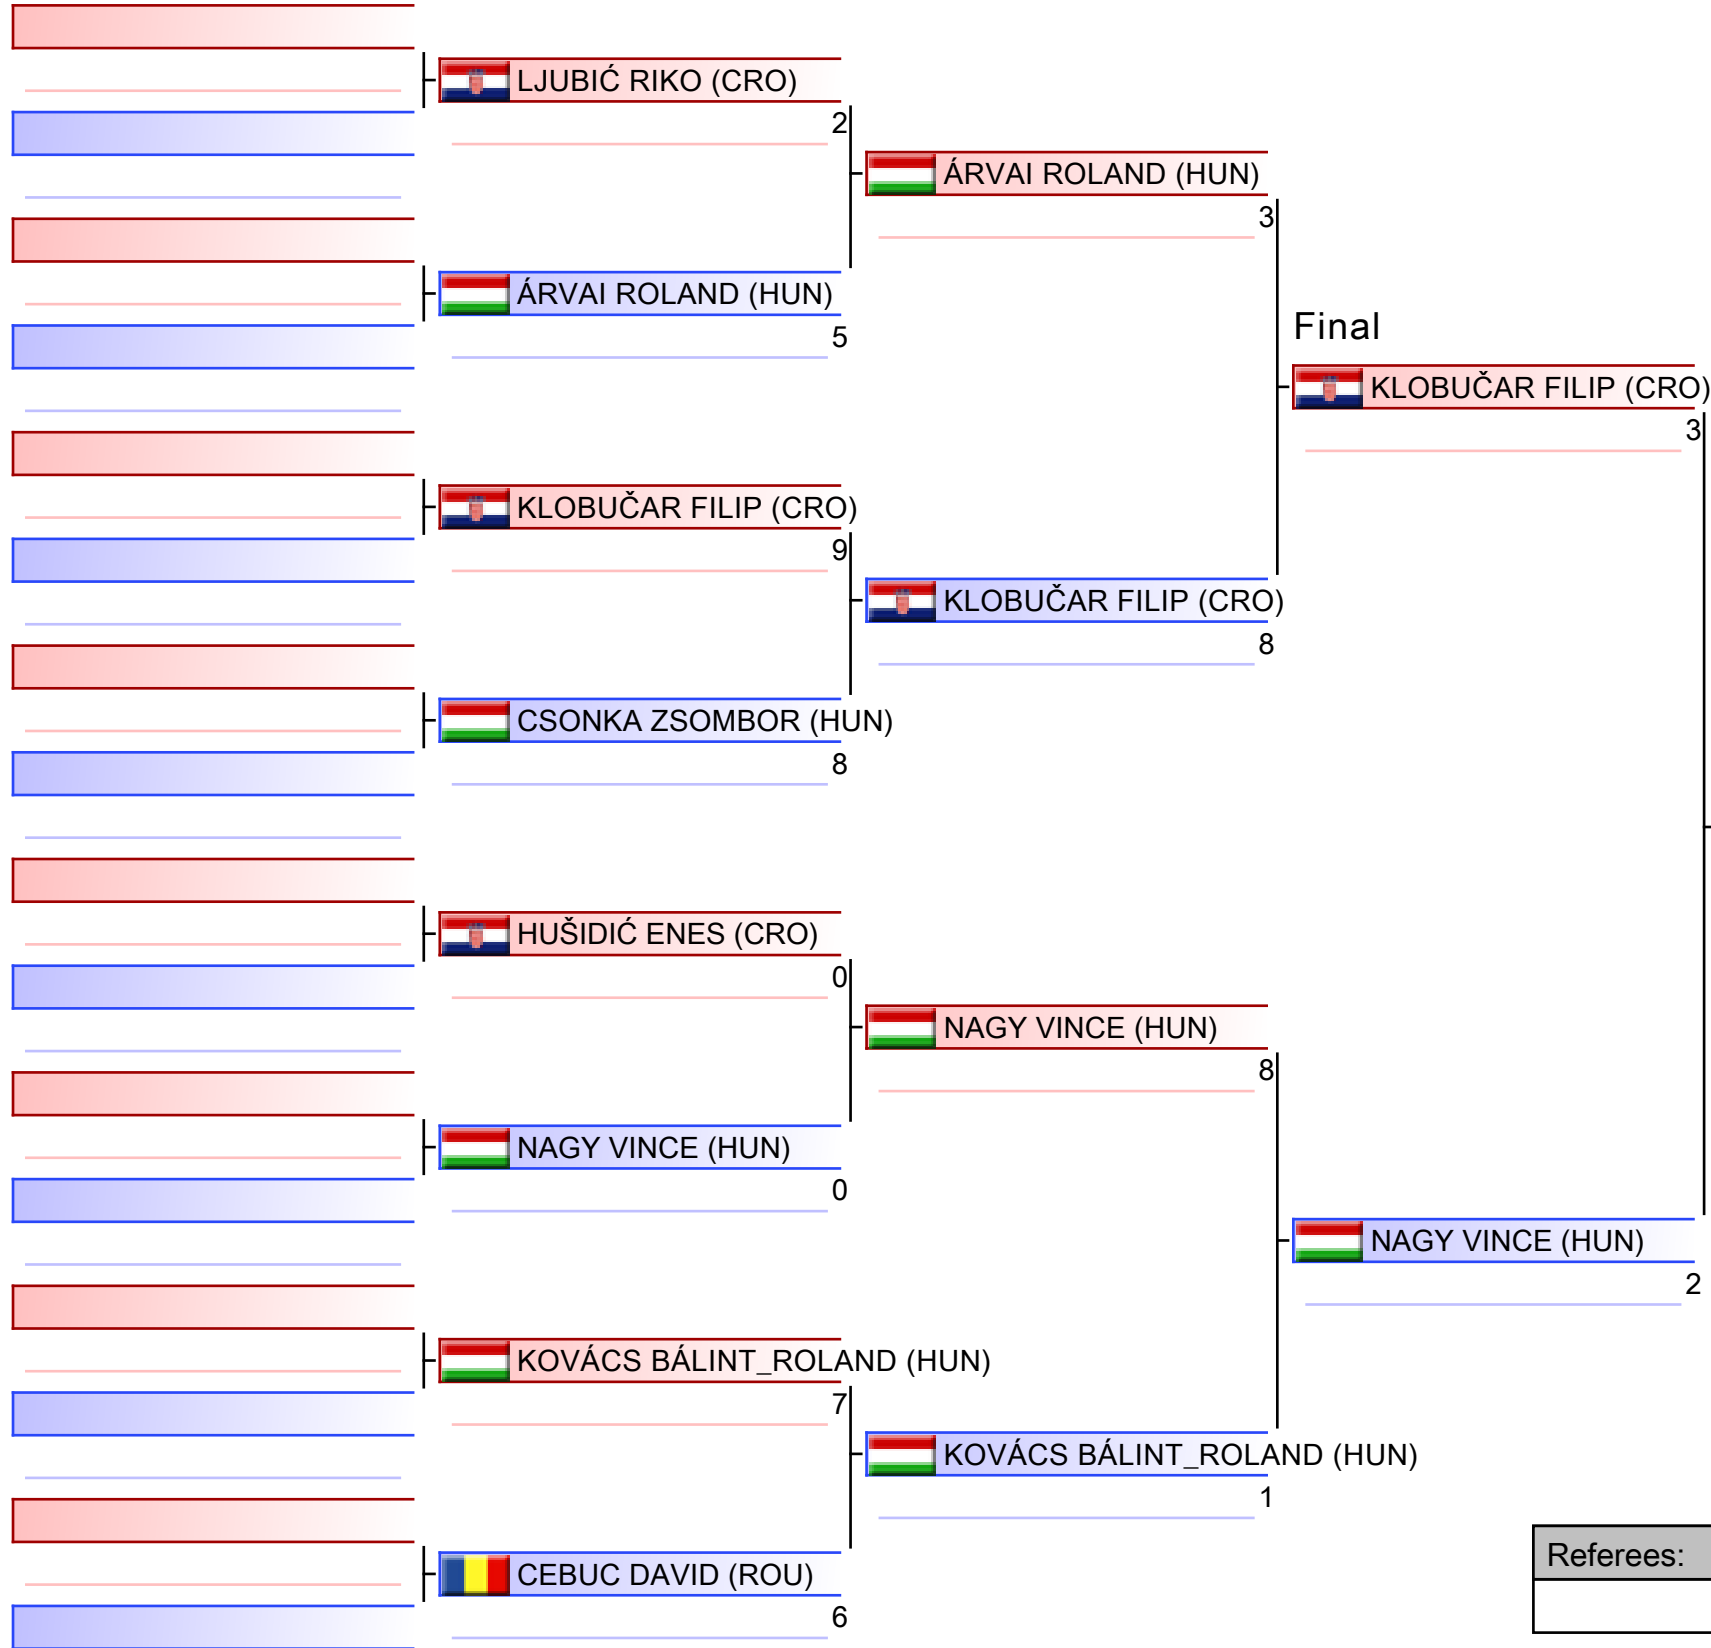 LJUBIĆ RIKO (CRO)
2
ÁRVAI ROLAND (HUN)
5
KLOBUČAR FILIP (CRO)
9
CSONKA ZSOMBOR (HUN)
8
HUŠIDIĆ ENES (CRO)
0
NAGY VINCE (HUN)
0
KOVÁCS BÁLINT_ROLAND (HUN)
7
CEBUC DAVID (ROU)
6
ÁRVAI ROLAND (HUN)
3
KLOBUČAR FILIP (CRO)
8
NAGY VINCE (HUN)
8
KOVÁCS BÁLINT_ROLAND (HUN)
1
Final
KLOBUČAR FILIP (CRO)
3
NAGY VINCE (HUN)
2
Referees: